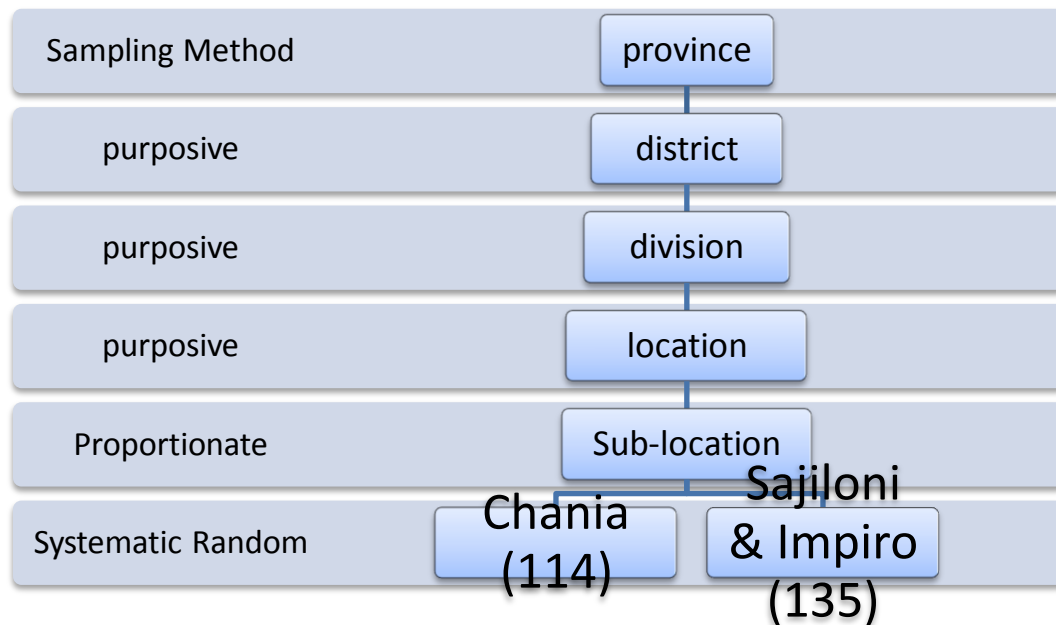 Sampling Method
province
purposive
district
purposive
division
purposive
location
Proportionate
Sub-location
Systematic Random
Chania
(114)
Sajiloni
& Impiro
(135)